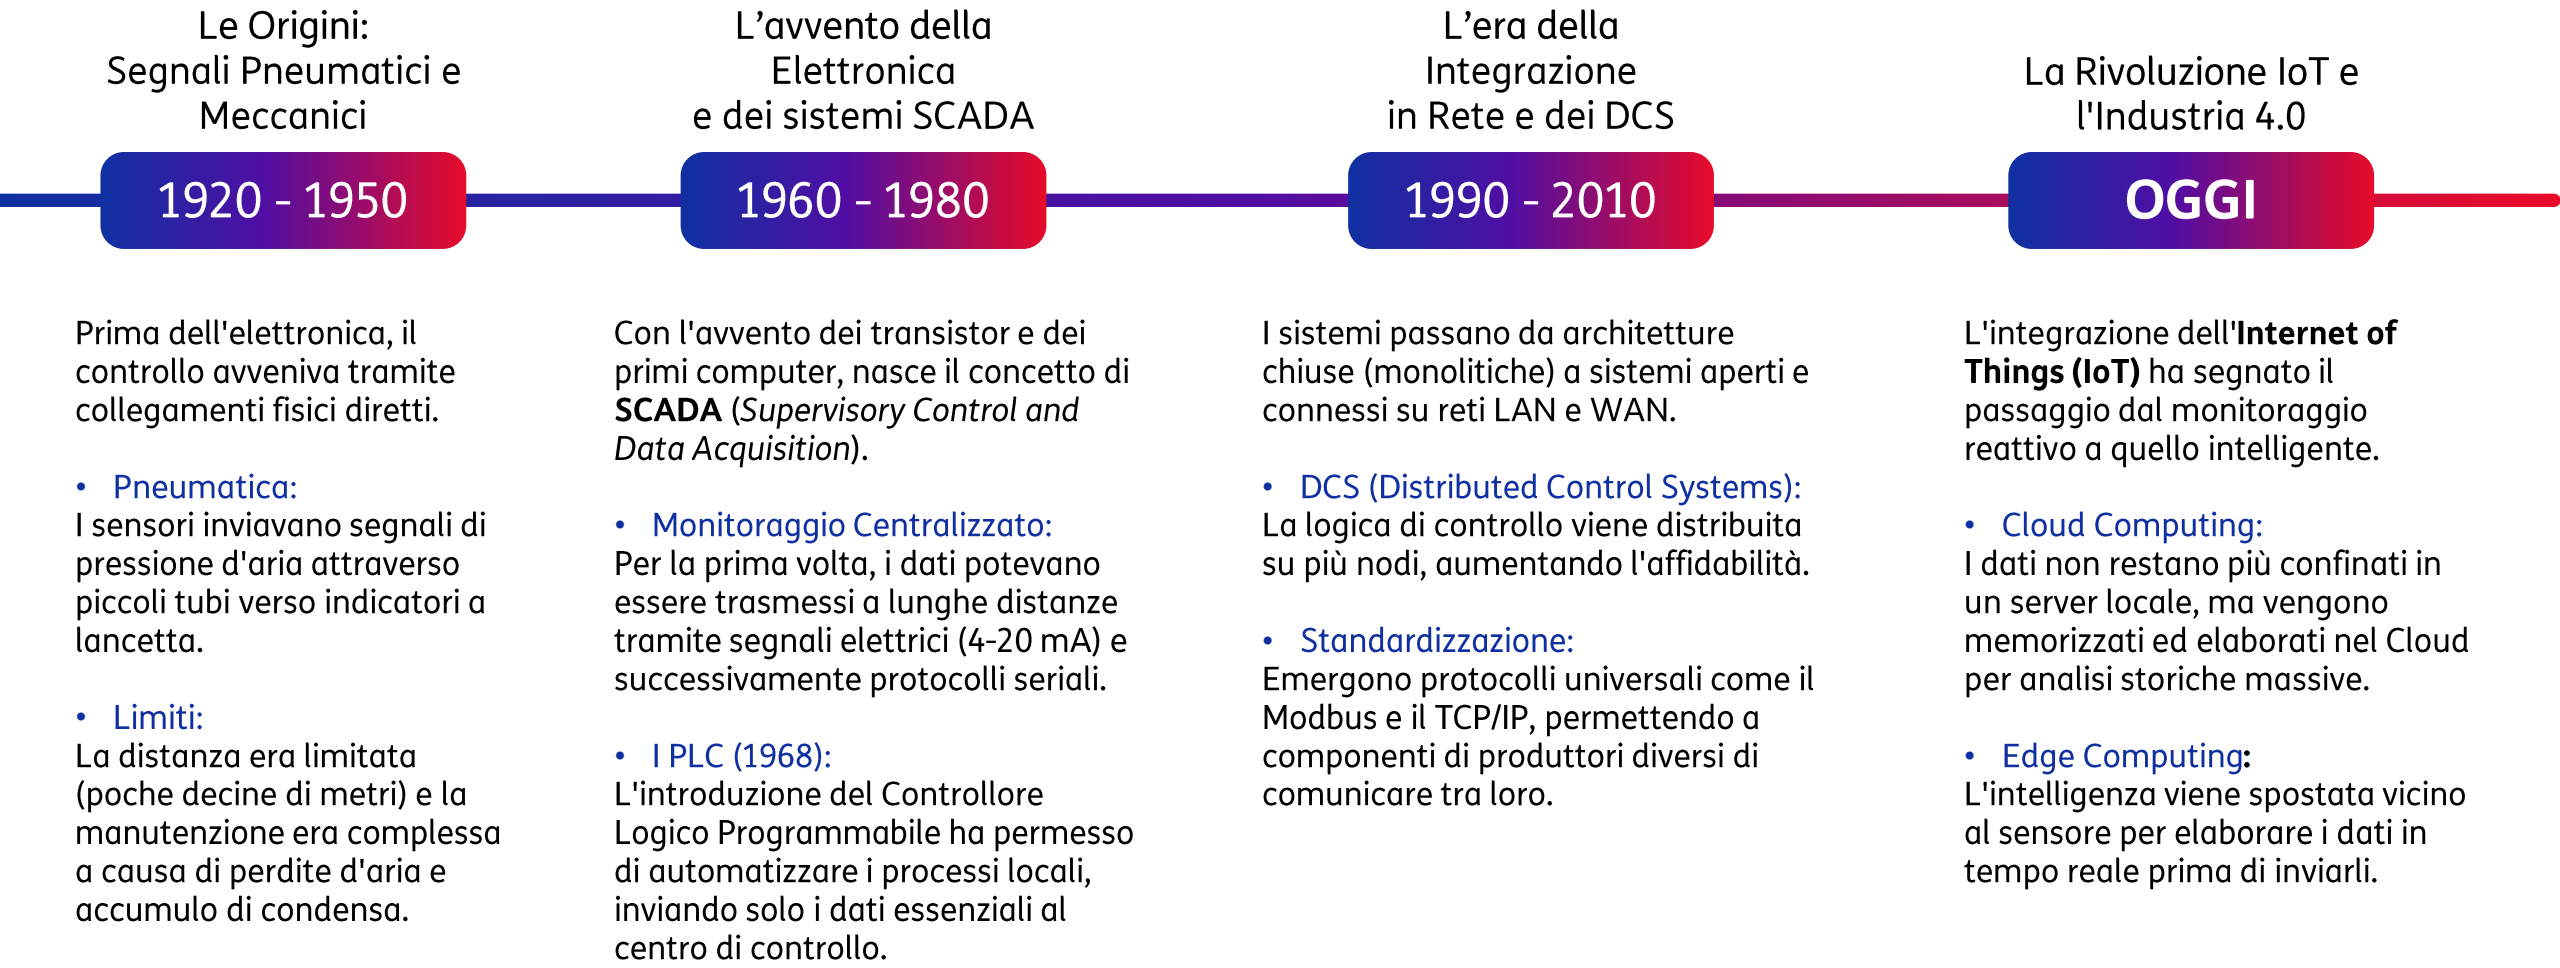 Le Origini:
Segnali Pneumatici e
Meccanici
1920 - 1950
Prima dell'elettronica, il
controllo avveniva tramite
collegamenti fisici diretti.
• Pneumatica:
I sensori inviavano segnali di
pressione d'aria attraverso
piccoli tubi verso indicatori a
lancetta.
• Limiti:
La distanza era limitata
(poche decine di metri) e la
manutenzione era complessa
a causa di perdite d'aria e
accumulo di condensa.
L’avvento della
Elettronica
e dei sistemi SCADA
1960 - 1980
Con l'avvento dei transistor e dei
primi computer, nasce il concetto di
SCADA (Supervisory Control and
Data Acquisition).
• Monitoraggio Centralizzato:
Per la prima volta, i dati potevano
essere trasmessi a lunghe distanze
tramite segnali elettrici (4-20 mA) e
successivamente protocolli seriali.
• I PLC (1968):
L'introduzione del Controllore
Logico Programmabile ha permesso
di automatizzare i processi locali,
inviando solo i dati essenziali al
centro di controllo.
L’era della
Integrazione
in Rete e dei DCS
1990 - 2010
I sistemi passano da architetture
chiuse (monolitiche) a sistemi aperti e
connessi su reti LAN e WAN.
• DCS (Distributed Control Systems):
La logica di controllo viene distribuita
su più nodi, aumentando l'affidabilità.
• Standardizzazione:
Emergono protocolli universali come il
Modbus e il TCP/IP, permettendo a
componenti di produttori diversi di
comunicare tra loro.
La Rivoluzione IoT e
l'Industria 4.0
OGGI
L'integrazione dell'Internet of
Things (IoT) ha segnato il
passaggio dal monitoraggio
reattivo a quello intelligente.
• Cloud Computing:
I dati non restano più confinati in
un server locale, ma vengono
memorizzati ed elaborati nel Cloud
per analisi storiche massive.
• Edge Computing:
L'intelligenza viene spostata vicino
al sensore per elaborare i dati in
tempo reale prima di inviarli.